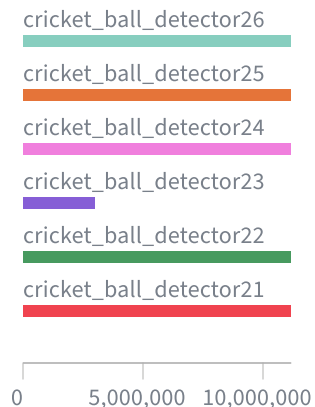 cricket_ball_detector26
cricket_ball_detector25
cricket_ball_detector24
cricket_ball_detector23
cricket_ball_detector22
cricket_ball_detector21
0 5,000,000 10,000,000